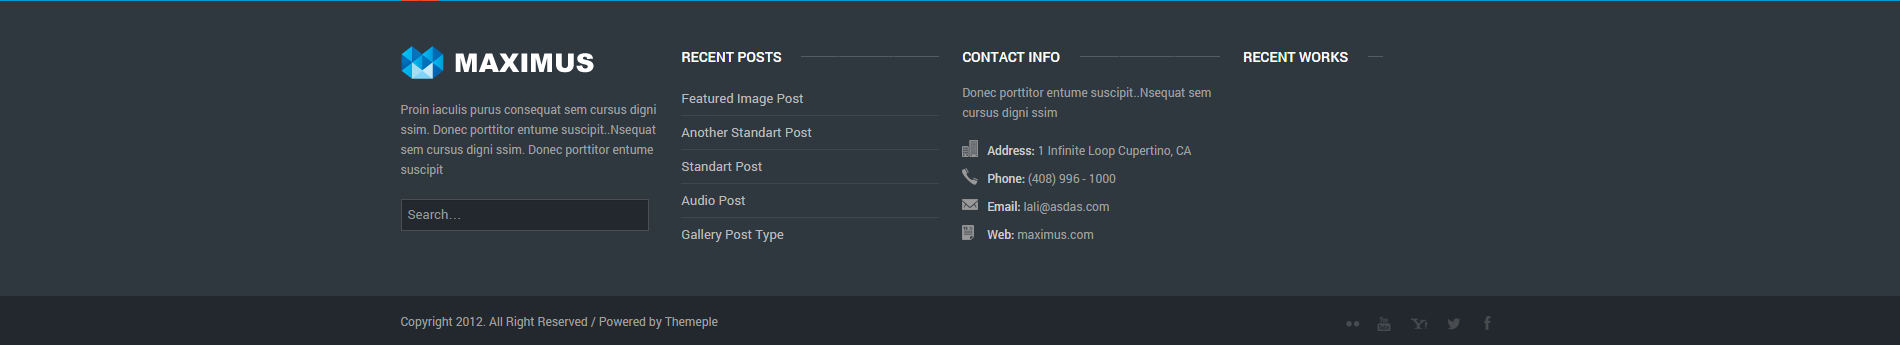 MAXIMUS
Proin iaculis purus consequat sem cursus digni
ssim. Donec porttitor entume suscipit..Nsequat
sem cursus digni ssim. Donec porttitor entume
suscipit
Search...
RECENT POSTS
Featured Image Post
Another Standart Post
Standart Post
Audio Post
Gallery Post Type
CONTACT INFO
Donec porttitor entume suscipit..Nsequat sem
cursus digni ssim
Address: 1 Infinite Loop Cupertino, CA
Phone: (408) 996 - 1000
Email: lali@asdas.com
Web: maximus.com
RECENT WORKS
Copyright 2012. All Right Reserved / Powered by Themeple